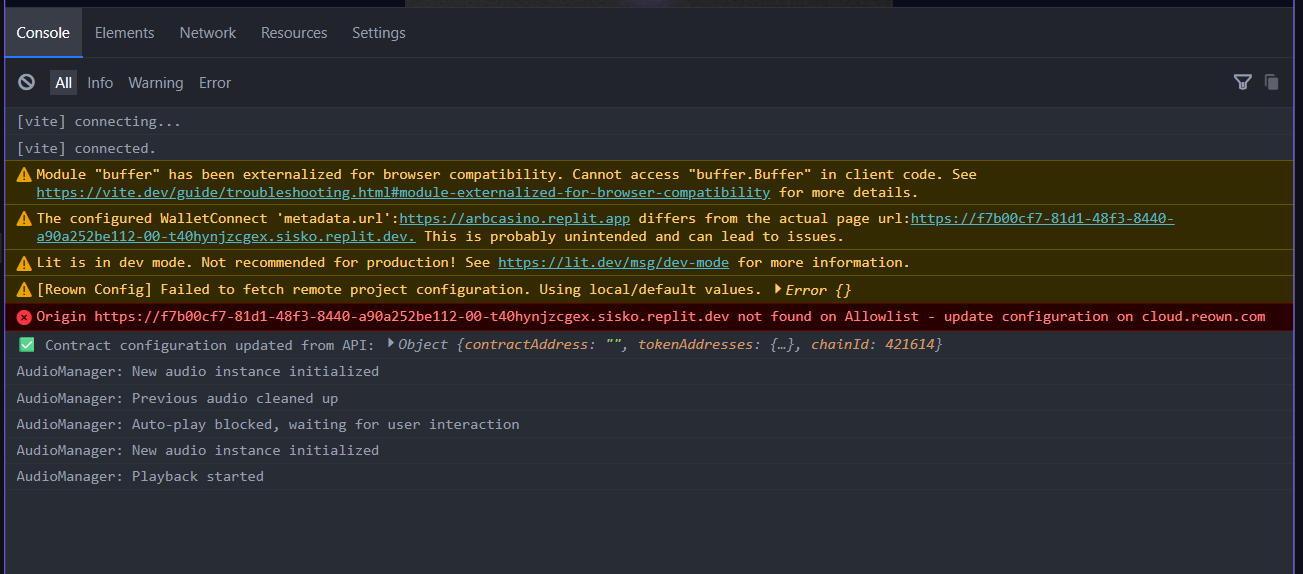 Console Elements Network Resources Settings
All Info Warning Error
[vite] connecting...
[vite] connected.
Module "buffer" has been externalized for browser compatibility. Cannot access "buffer.Buffer" in client code. See
https://vite.dev/guide/troubleshooting.html#module-externalized-for-browser-compatibility for more details.
The configured WalletConnect 'metadata.url':https://arbcasino.replit.app differs from the actual page url:https://f7b00cf7-81d1-48f3-8440-
a90a252be112-00-t40hynjzcgex.sisko.replit.dev. This is probably unintended and can lead to issues.
Lit is in dev mode. Not recommended for production! See https://lit.dev/msg/dev-mode for more information.
[Reown Config] Failed to fetch remote project configuration. Using local/default values. Error {}
Origin https://f7b00cf7-81d1-48f3-8440-a90a252be112-00-t40hynjzcgex.sisko.replit.dev not found on Allowlist - update configuration on cloud.reown.com
✅ Contract configuration updated from API: Object {contractAddress: "", tokenAddresses: {…}, chainId: 421614}
AudioManager: New audio instance initialized
AudioManager: Previous audio cleaned up
AudioManager: Auto-play blocked, waiting for user interaction
AudioManager: New audio instance initialized
AudioManager: Playback started